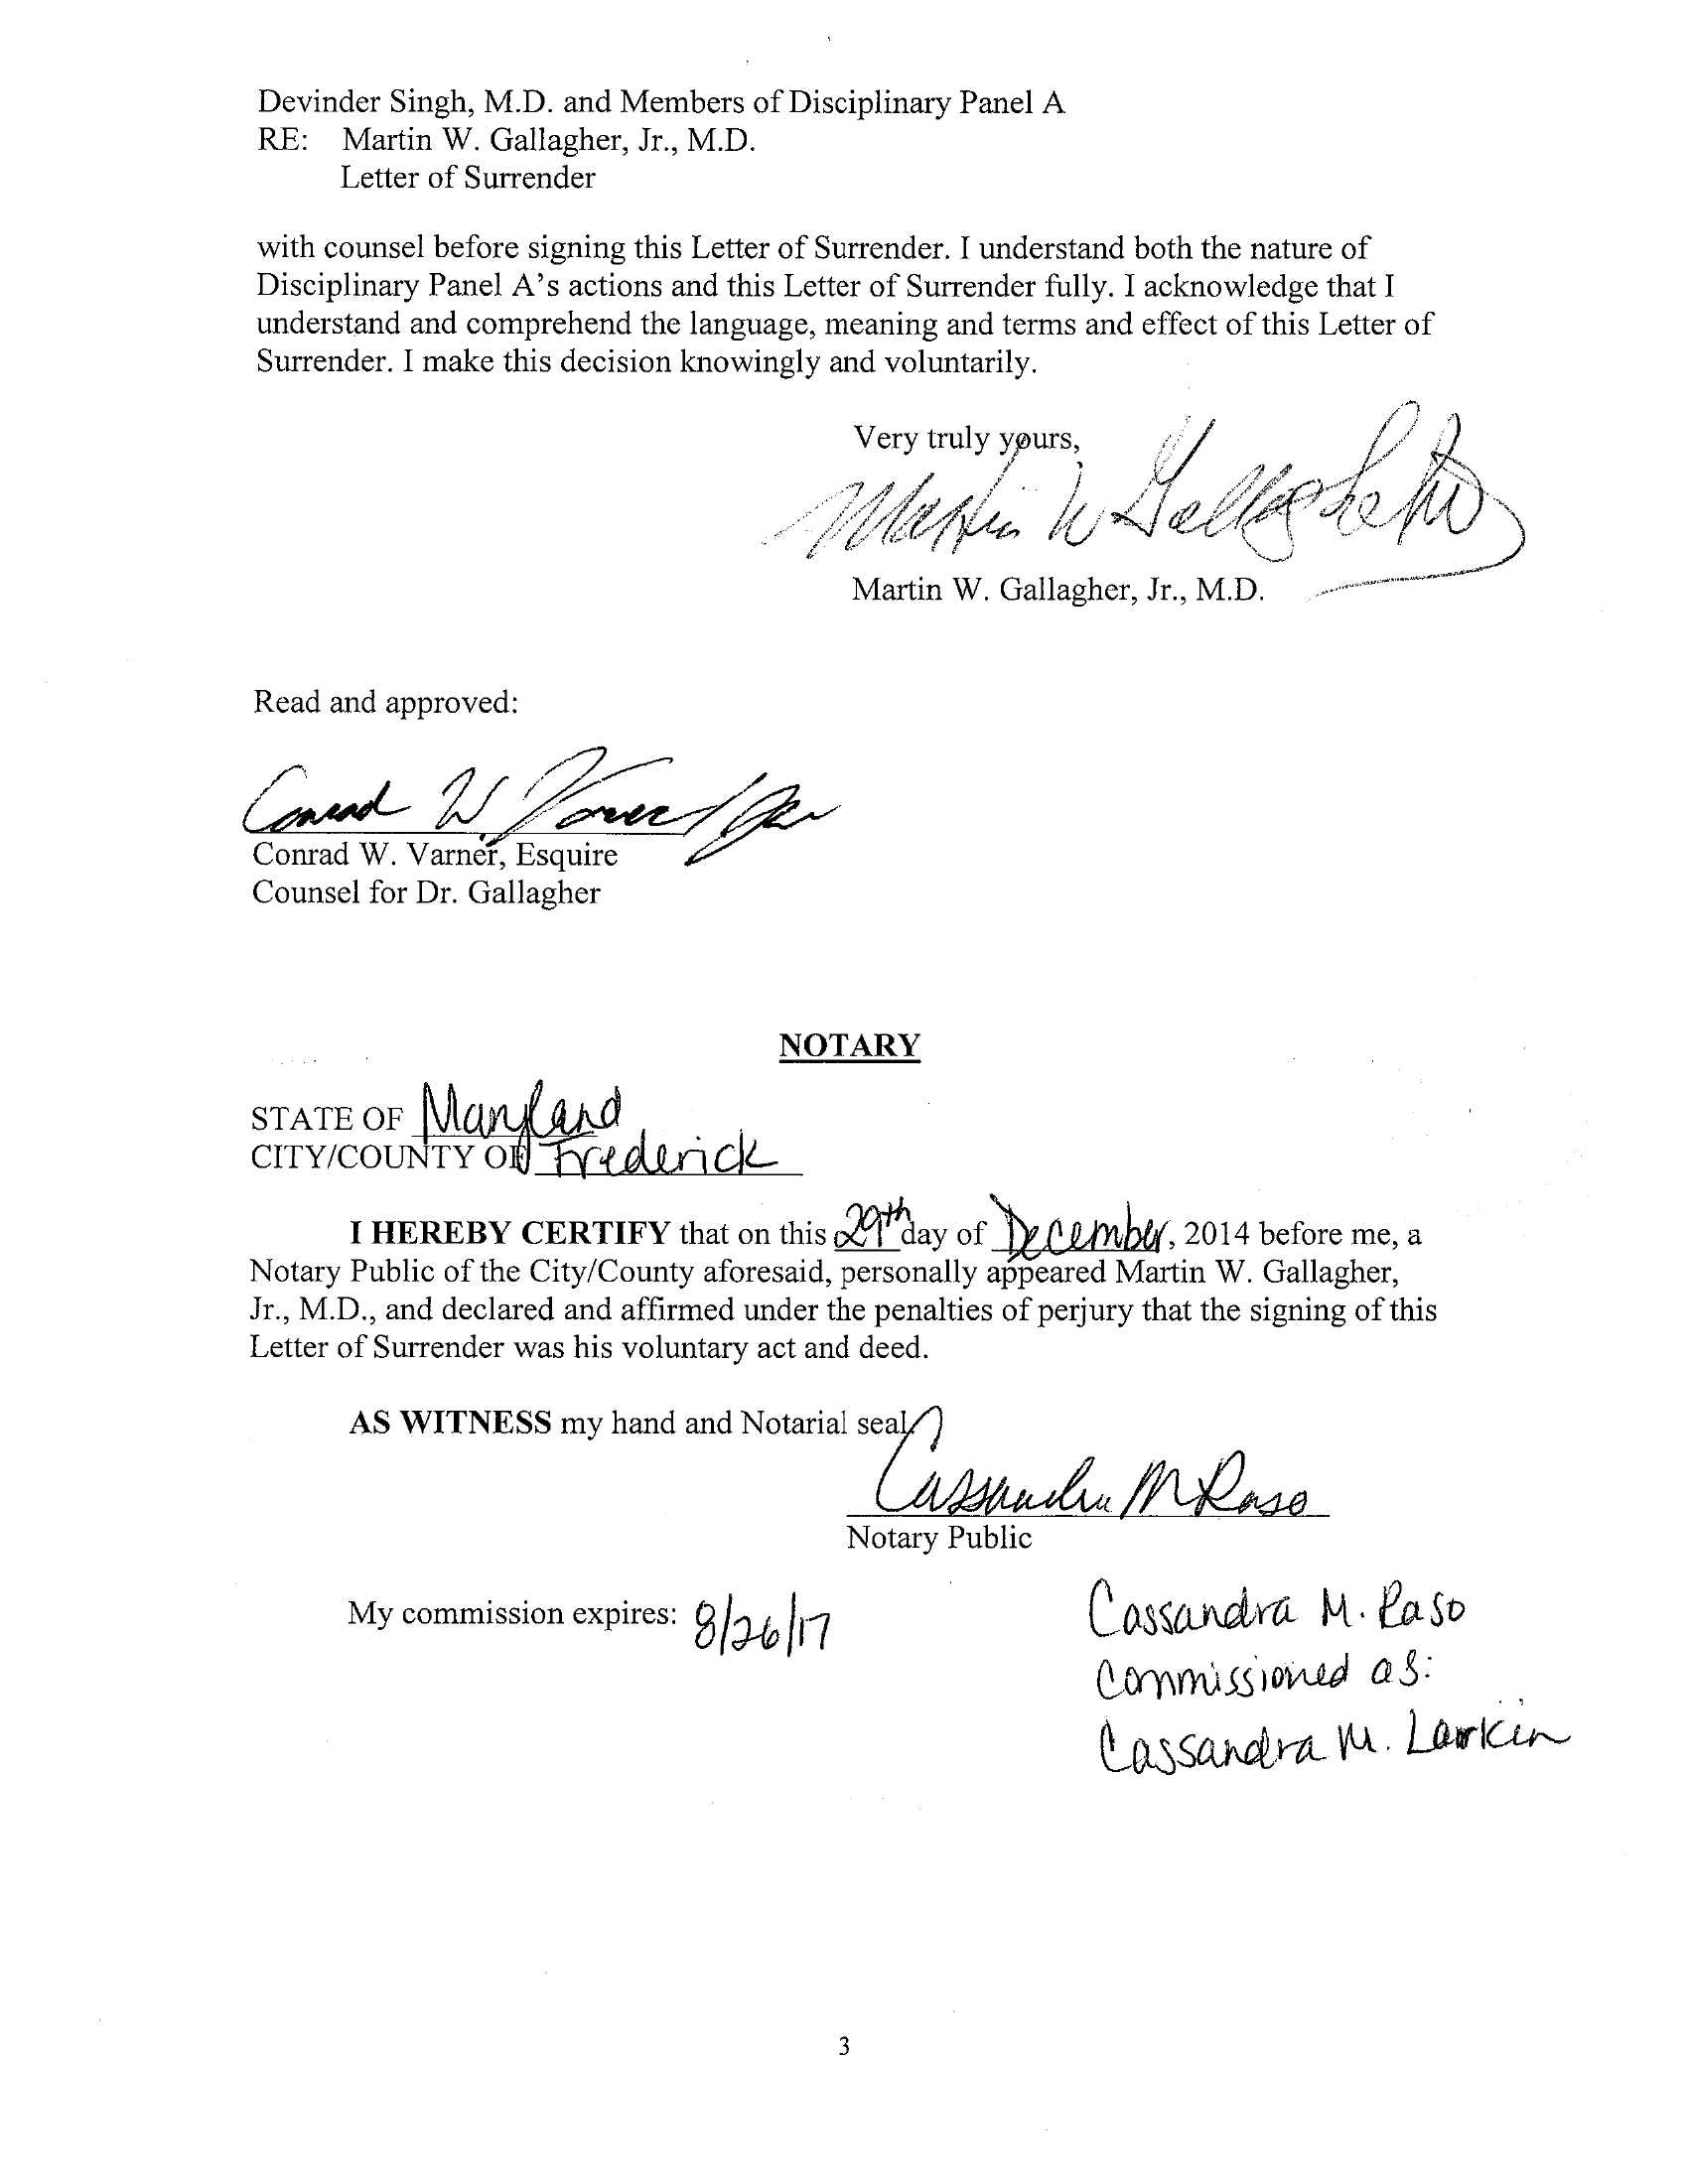 Devinder Singh, M.D. and Members of Disciplinary Panel A
RE: Martin W. Gallagher, Jr., M.D.
Letter of Surrender
with counsel before signing this Letter of Surrender. I understand both the nature of
Disciplinary Panel A's actions and this Letter of Surrender fully. I acknowledge that I
understand and comprehend the language, meaning and terms and effect of this Letter of
Surrender. I make this decision knowingly and voluntarily.
Very truly yours,
Martin W Gallagher
Martin W. Gallagher, Jr., M.D.
Read and approved:
Conrad W. Varner /
Conrad W. Varner, Esquire
Counsel for Dr. Gallagher
NOTARY
STATE OF Maryland
CITY/COUNTY OF Frederick
I HEREBY CERTIFY that on this 29th day of December, 2014 before me, a
Notary Public of the City/County aforesaid, personally appeared Martin W. Gallagher,
Jr., M.D., and declared and affirmed under the penalties of perjury that the signing of this
Letter of Surrender was his voluntary act and deed.
AS WITNESS my hand and Notarial seal
Cassandra M Raso
Notary Public
My commission expires: 8/26/17
Cassandra M. Raso
Commissioned as:
Cassandra M. Larkin
3